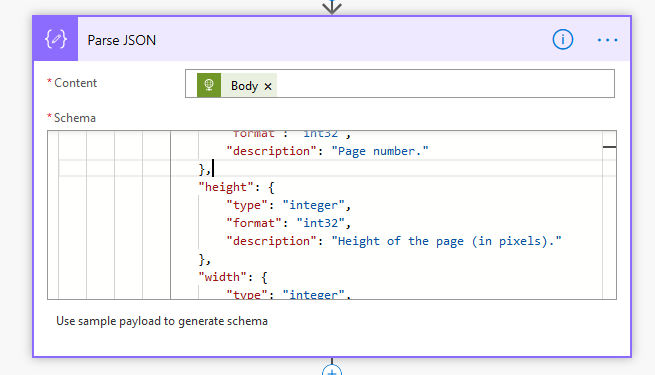 Parse JSON
* Content
Body ×
* Schema
"format": "int32",
"description": "Page number."
},
"height": {
"type": "integer",
"format": "int32",
"description": "Height of the page (in pixels)."
},
"width": {
"type": "integer",
Use sample payload to generate schema